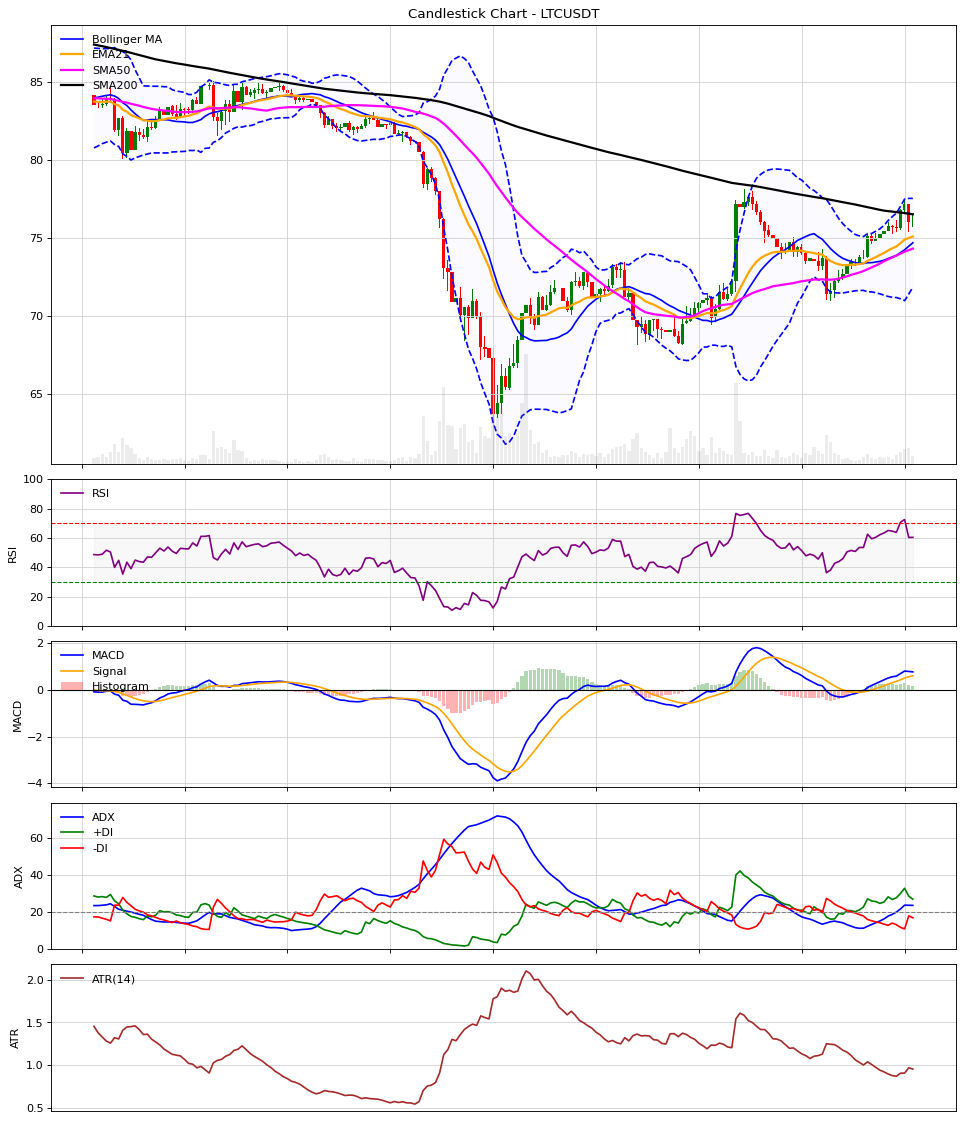 Candlestick Chart - LTCUSDT
Bollinger MA
EMA21
SMA50
SMA200
85
80
75
70
65
RSI
100
80
60
40
20
0
RSI
MACD
Signal
Histogram
2
0
−2
−4
MACD
ADX
+DI
-DI
60
40
20
0
ADX
ATR(14)
2.0
1.5
1.0
0.5
ATR